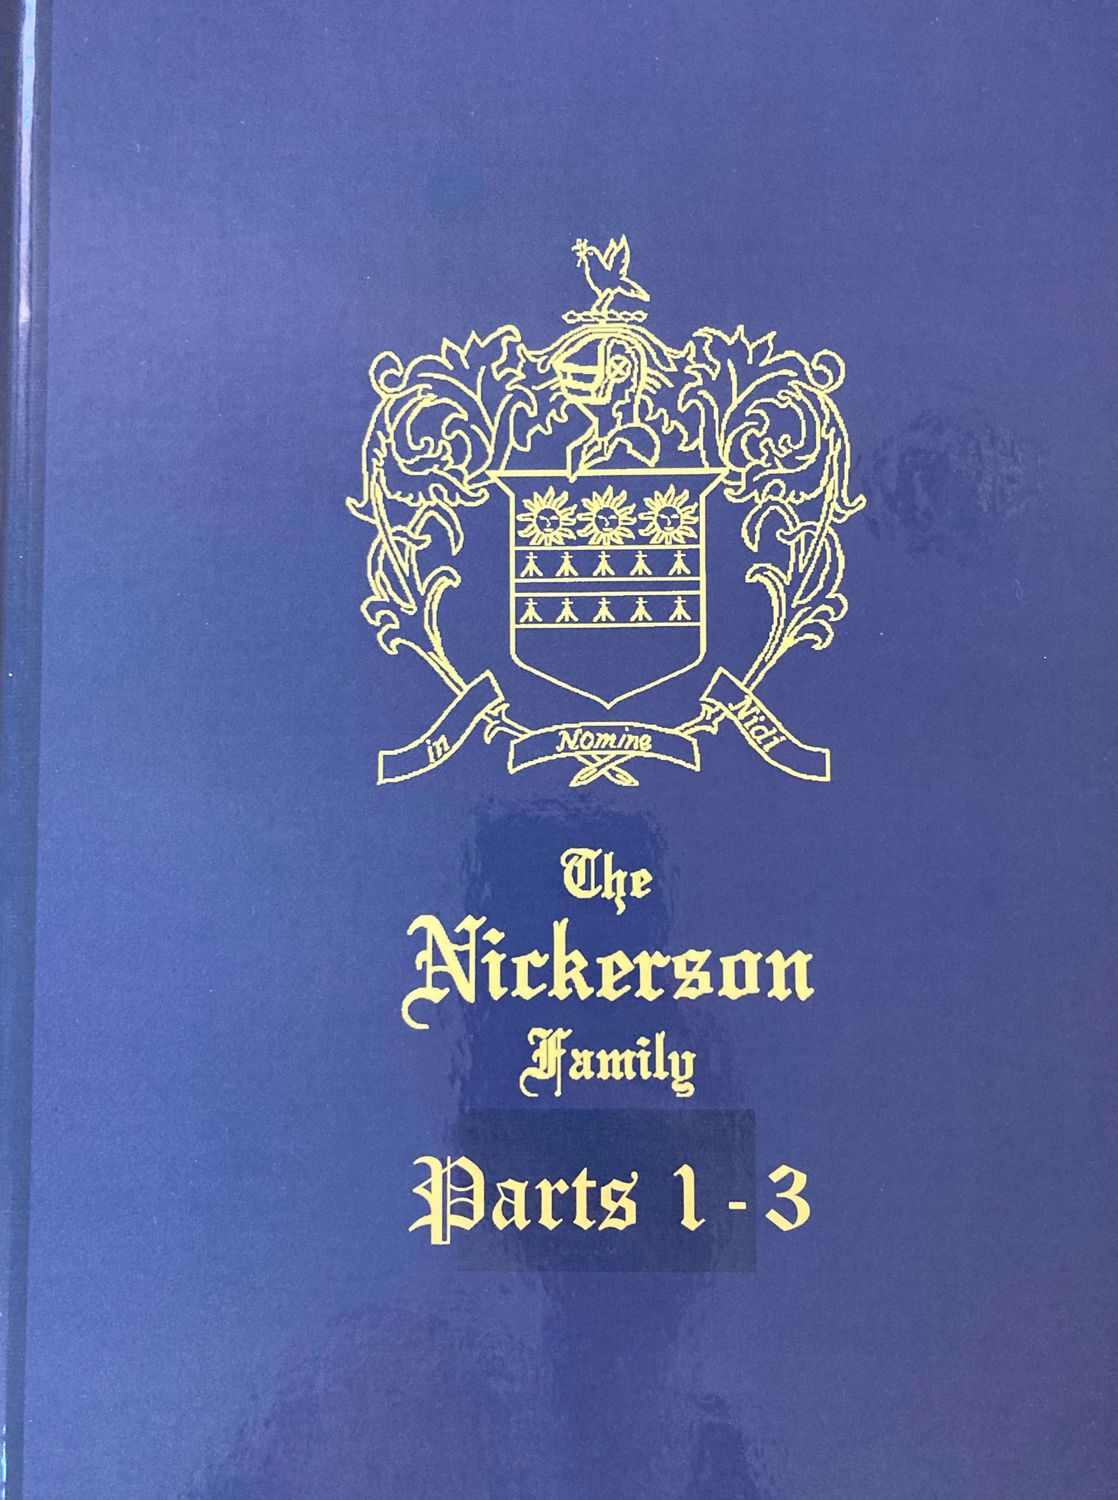 in Nomine Nidi
The
Nickerson
Family
Parts 1 - 3